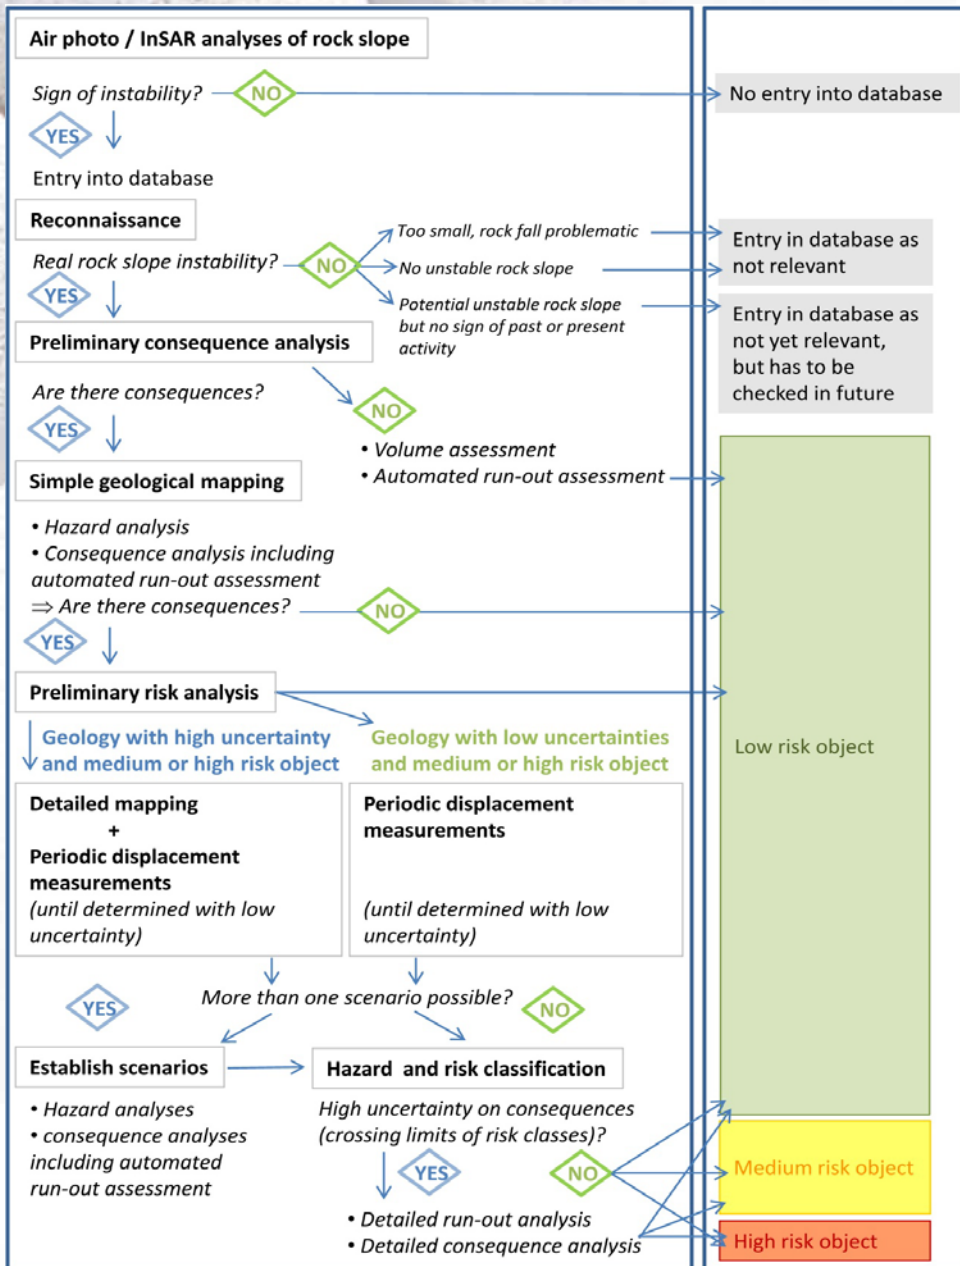 Air photo / InSAR analyses of rock slope
Sign of instability?
NO
No entry into database
YES
Entry into database
Reconnaissance
Real rock slope instability?
NO
Too small, rock fall problematic
No unstable rock slope
Potential unstable rock slope
but no sign of past or present
activity
Entry in database as
not relevant
Entry in database as
not yet relevant,
but has to be
checked in future
YES
Preliminary consequence analysis
Are there consequences?
NO
YES
• Volume assessment
• Automated run-out assessment
Simple geological mapping
• Hazard analysis
• Consequence analysis including
automated run-out assessment
⇒ Are there consequences?
NO
YES
Preliminary risk analysis
Geology with high uncertainty
and medium or high risk object
Geology with low uncertainties
and medium or high risk object
Low risk object
Detailed mapping
+
Periodic displacement
measurements
(until determined with low
uncertainty)
Periodic displacement
measurements
(until determined with low
uncertainty)
More than one scenario possible?
YES
NO
Establish scenarios
• Hazard analyses
• consequence analyses
including automated
run-out assessment
Hazard and risk classification
High uncertainty on consequences
(crossing limits of risk classes)?
YES
NO
• Detailed run-out analysis
• Detailed consequence analysis
Medium risk object
High risk object